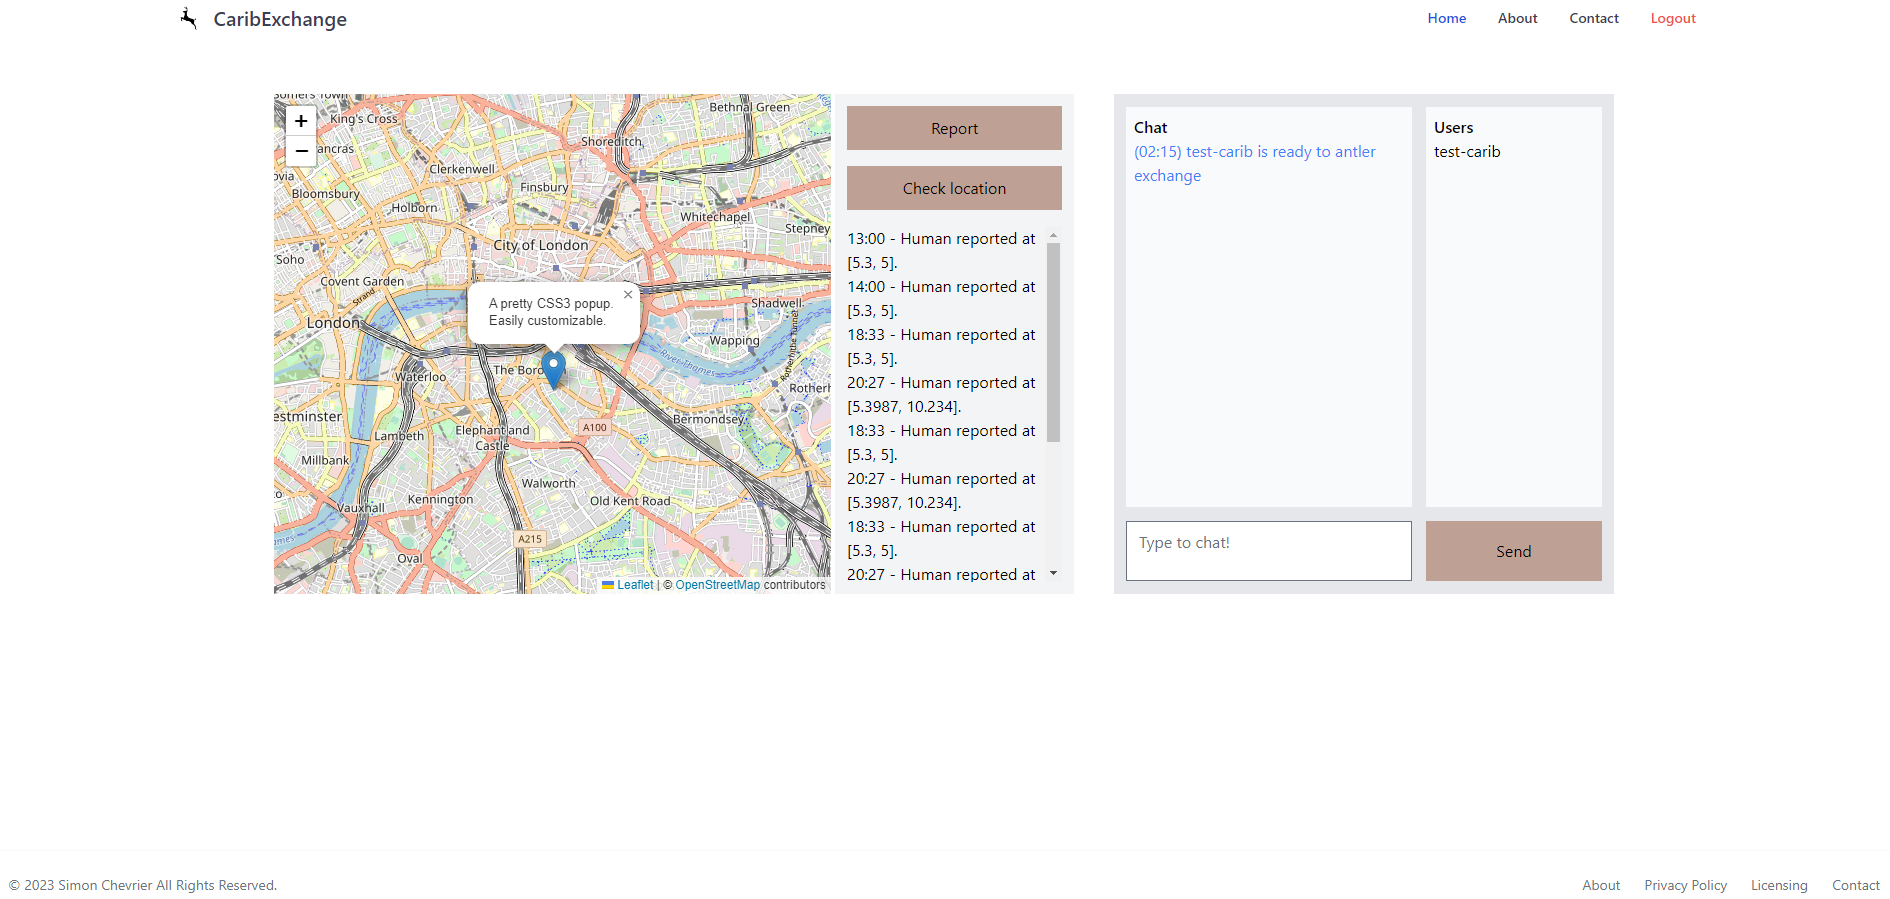 CaribExchange
Home About Contact Logout
+
−
King's Cross
Bethnal Green
Shoreditch
Clerkenwell
Finsbury
Bloomsbury
Holborn
Whitechapel
Stepney
City of London
Soho
Covent Garden
Strand
London
Shadwell
Wapping
A pretty CSS3 popup.
Easily customizable.
×
River Thames
Rotherhithe Tunnel
The Boro
Waterloo
Bermondsey
A100
Lambeth
Elephant and
Castle
Millbank
Walworth
Kennington
Old Kent Road
Vauxhall
A215
Oval
Leaflet | © OpenStreetMap contributors
Report
Check location
13:00 - Human reported at
[5.3, 5].
14:00 - Human reported at
[5.3, 5].
18:33 - Human reported at
[5.3, 5].
20:27 - Human reported at
[5.3987, 10.234].
18:33 - Human reported at
[5.3, 5].
20:27 - Human reported at
[5.3987, 10.234].
18:33 - Human reported at
[5.3, 5].
20:27 - Human reported at
Chat
(02:15) test-carib is ready to antler
exchange
Users
test-carib
Type to chat!
Send
© 2023 Simon Chevrier All Rights Reserved.
About Privacy Policy Licensing Contact